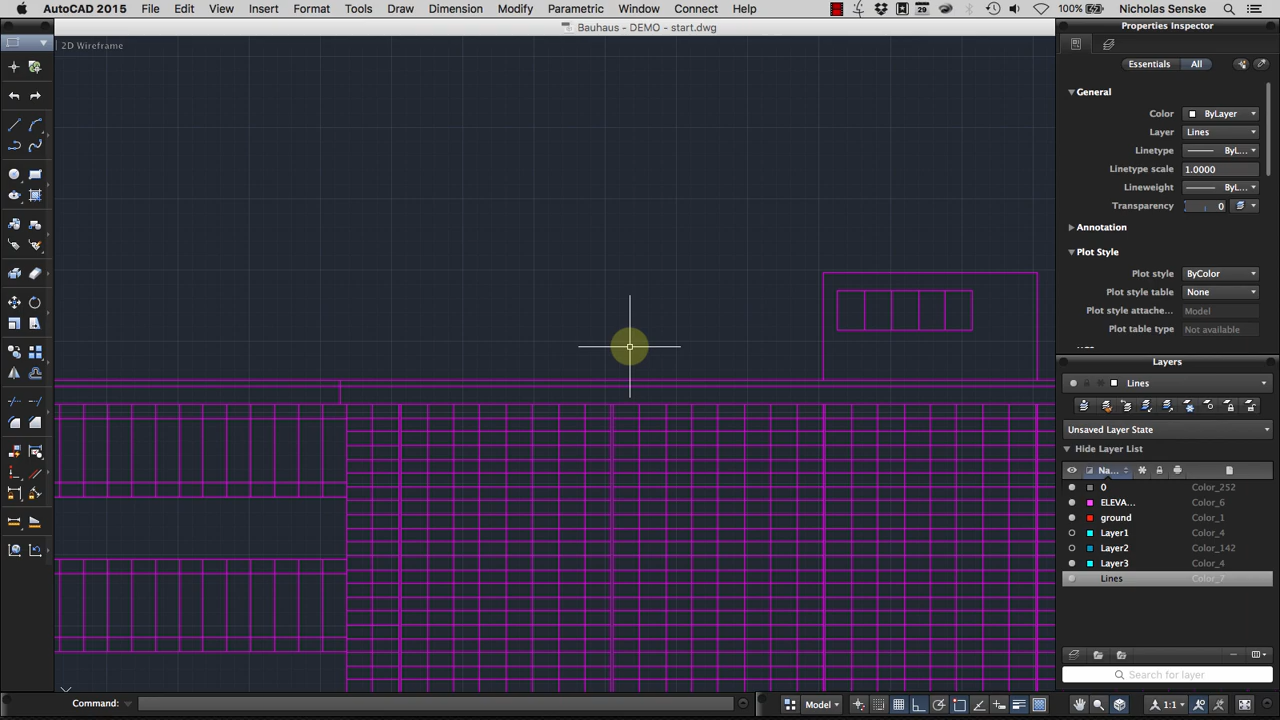 AutoCAD 2015 File Edit View Insert Format Tools Draw Dimension Modify Parametric Window Connect Help 29 100% Nicholas Senske
Bauhaus - DEMO - start.dwg
2D Wireframe
Properties Inspector
Essentials All
General
Color ByLayer
Layer Lines
Linetype ByL...
Linetype scale 1.0000
Lineweight ByL...
Transparency 0
Annotation
Plot Style
Plot style ByColor
Plot style table None
Plot style attache... Model
Plot table type Not available
Layers
Lines
Unsaved Layer State
Hide Layer List
Na...
0 Color_252
ELEVA... Color_6
ground Color_1
Layer1 Color_4
Layer2 Color_142
Layer3 Color_4
Lines Color_7
Search for layer
Command: Model 1:1